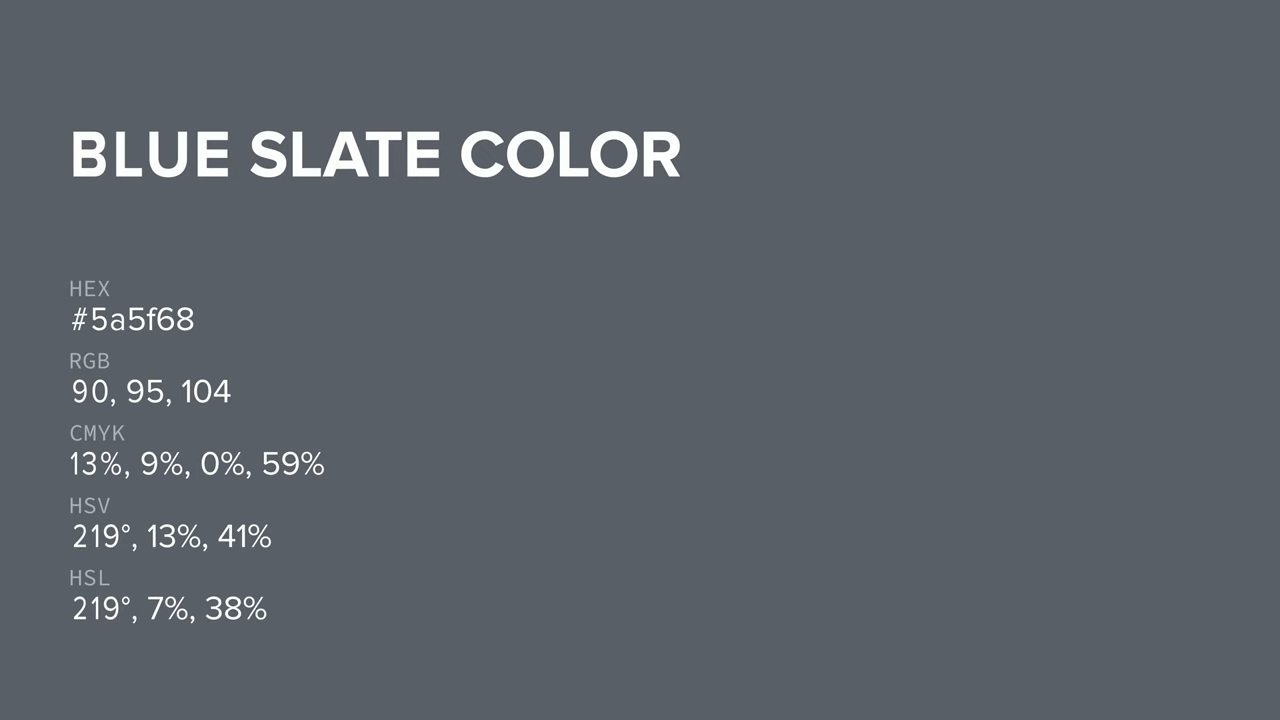 BLUE SLATE COLOR
HEX
#5a5f68
RGB
90, 95, 104
CMYK
13%, 9%, 0%, 59%
HSV
219°, 13%, 41%
HSL
219°, 7%, 38%